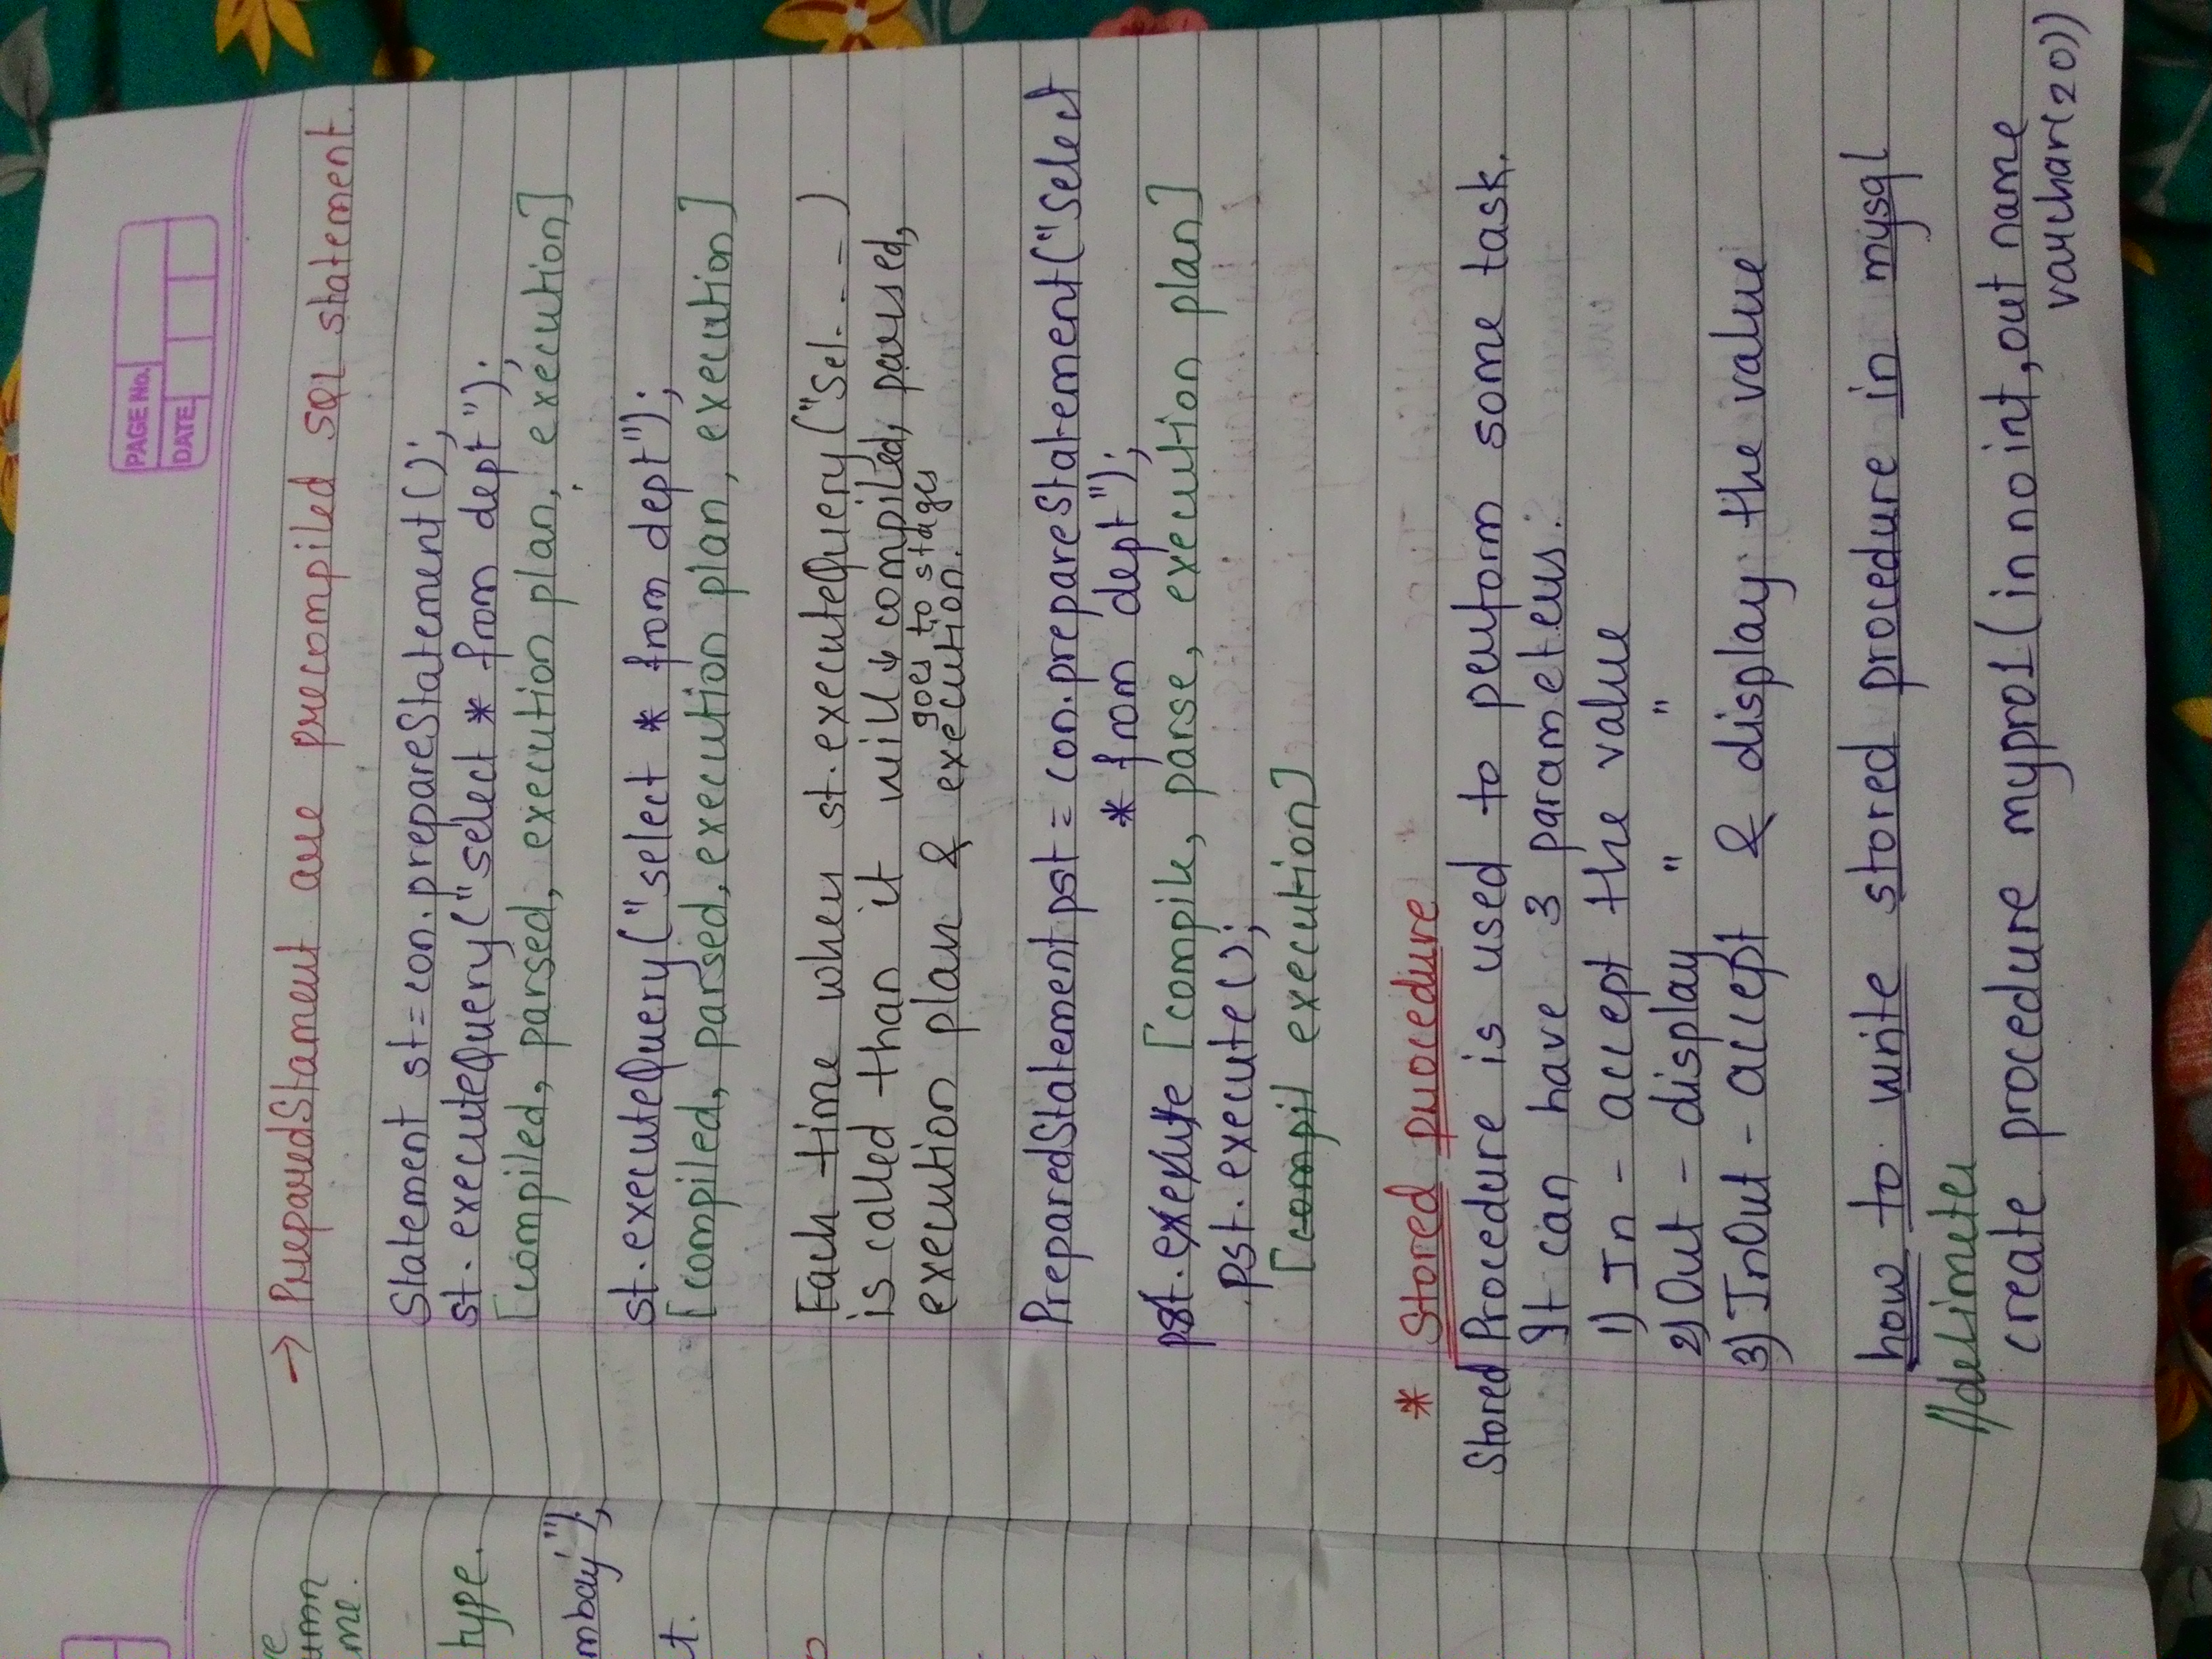 PAGE No.
DATE
re
umn
me.
type.
mbay'");
t.
→ PreparedStament are precompiled SQL statement.
Statement st=con.prepareStatement();
st.executeQuery("select * from dept");
[compiled, parsed, execution plan, execution]
st.executeQuery("select * from dept");
[compiled, parsed, execution plan, execution]
Each time when st.executeQuery("Sel. - - )
is called than it will ↓ compiled, parsed,
goes to stages
execution plan & execution.
PreparedStatement pst = con.prepareStatement("Select
* from dept");
pst.execute [compile, parse, execution plan]
pst.execute();
[compil execution]
* Stored procedure
Stored Procedure is used to perform some task.
It can have 3 parameters.
1) In - accept the value
2) Out - display " "
3) InOut - accept & display the value
how to write stored procedure in mysql
//delimeter
create procedure mypro1(in no int, out name
varchar(20))